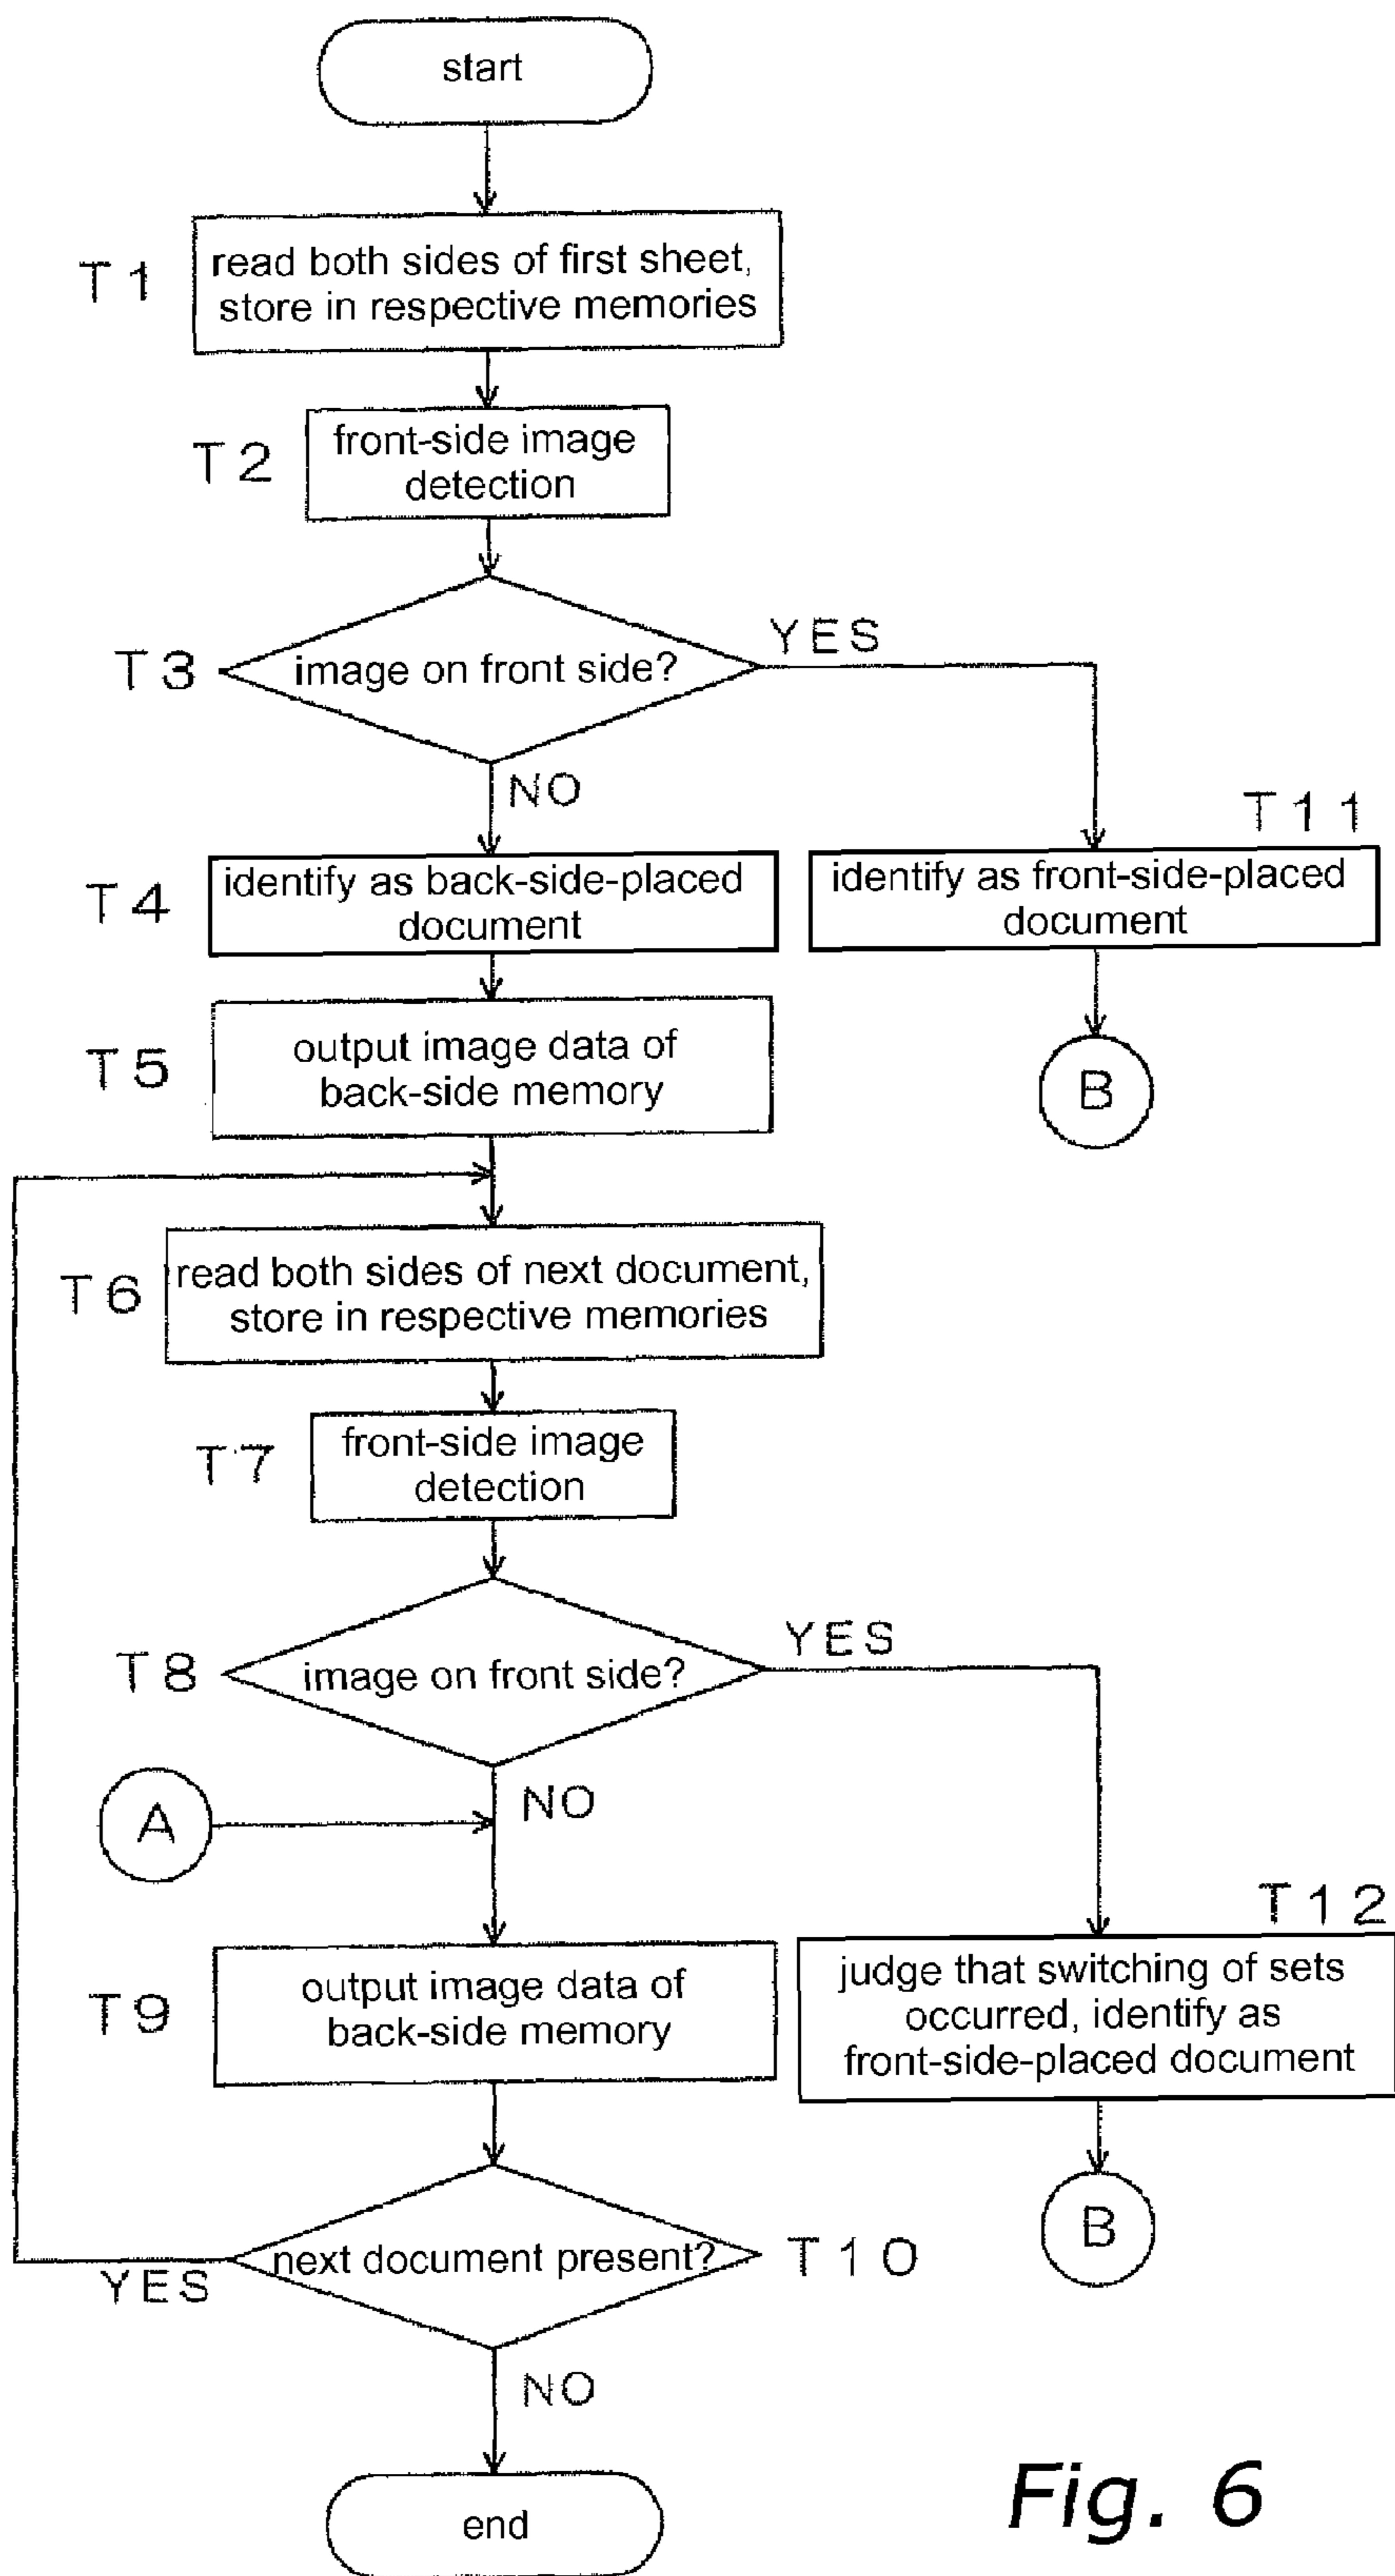 start
T1
read both sides of first sheet,
store in respective memories
T2
front-side image
detection
T3
image on front side?
YES
NO
T11
T4
identify as back-side-placed
document
identify as front-side-placed
document
T5
output image data of
back-side memory
B
T6
read both sides of next document,
store in respective memories
T7
front-side image
detection
T8
image on front side?
YES
NO
A
T12
T9
output image data of
back-side memory
judge that switching of sets
occurred, identify as
front-side-placed document
B
next document present?
T10
YES
NO
end
Fig. 6